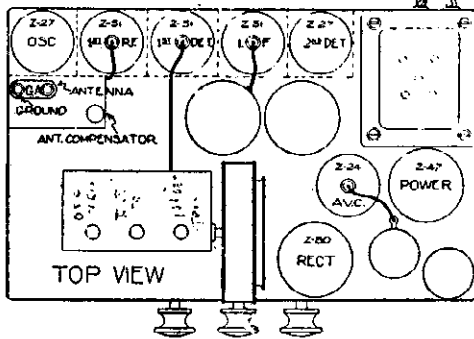 Z-27
OSC
Z-51
1ST RF
Z-51
1ST DET
Z-51
I.F
Z-27
2ND DET
G A
ANTENNA
GROUND
ANT. COMPENSATOR
Z-24
A.V.C.
Z-47
POWER
Z-80
RECT
TOP VIEW